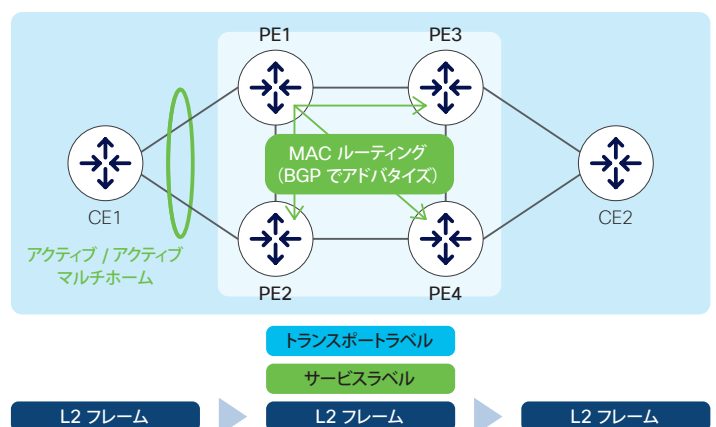 PE1
PE3
MAC ルーティング
（BGP でアドバタイズ）
CE1
CE2
アクティブ / アクティブ
マルチホーム
PE2
PE4
トランスポートラベル
サービスラベル
L2 フレーム
L2 フレーム
L2 フレーム